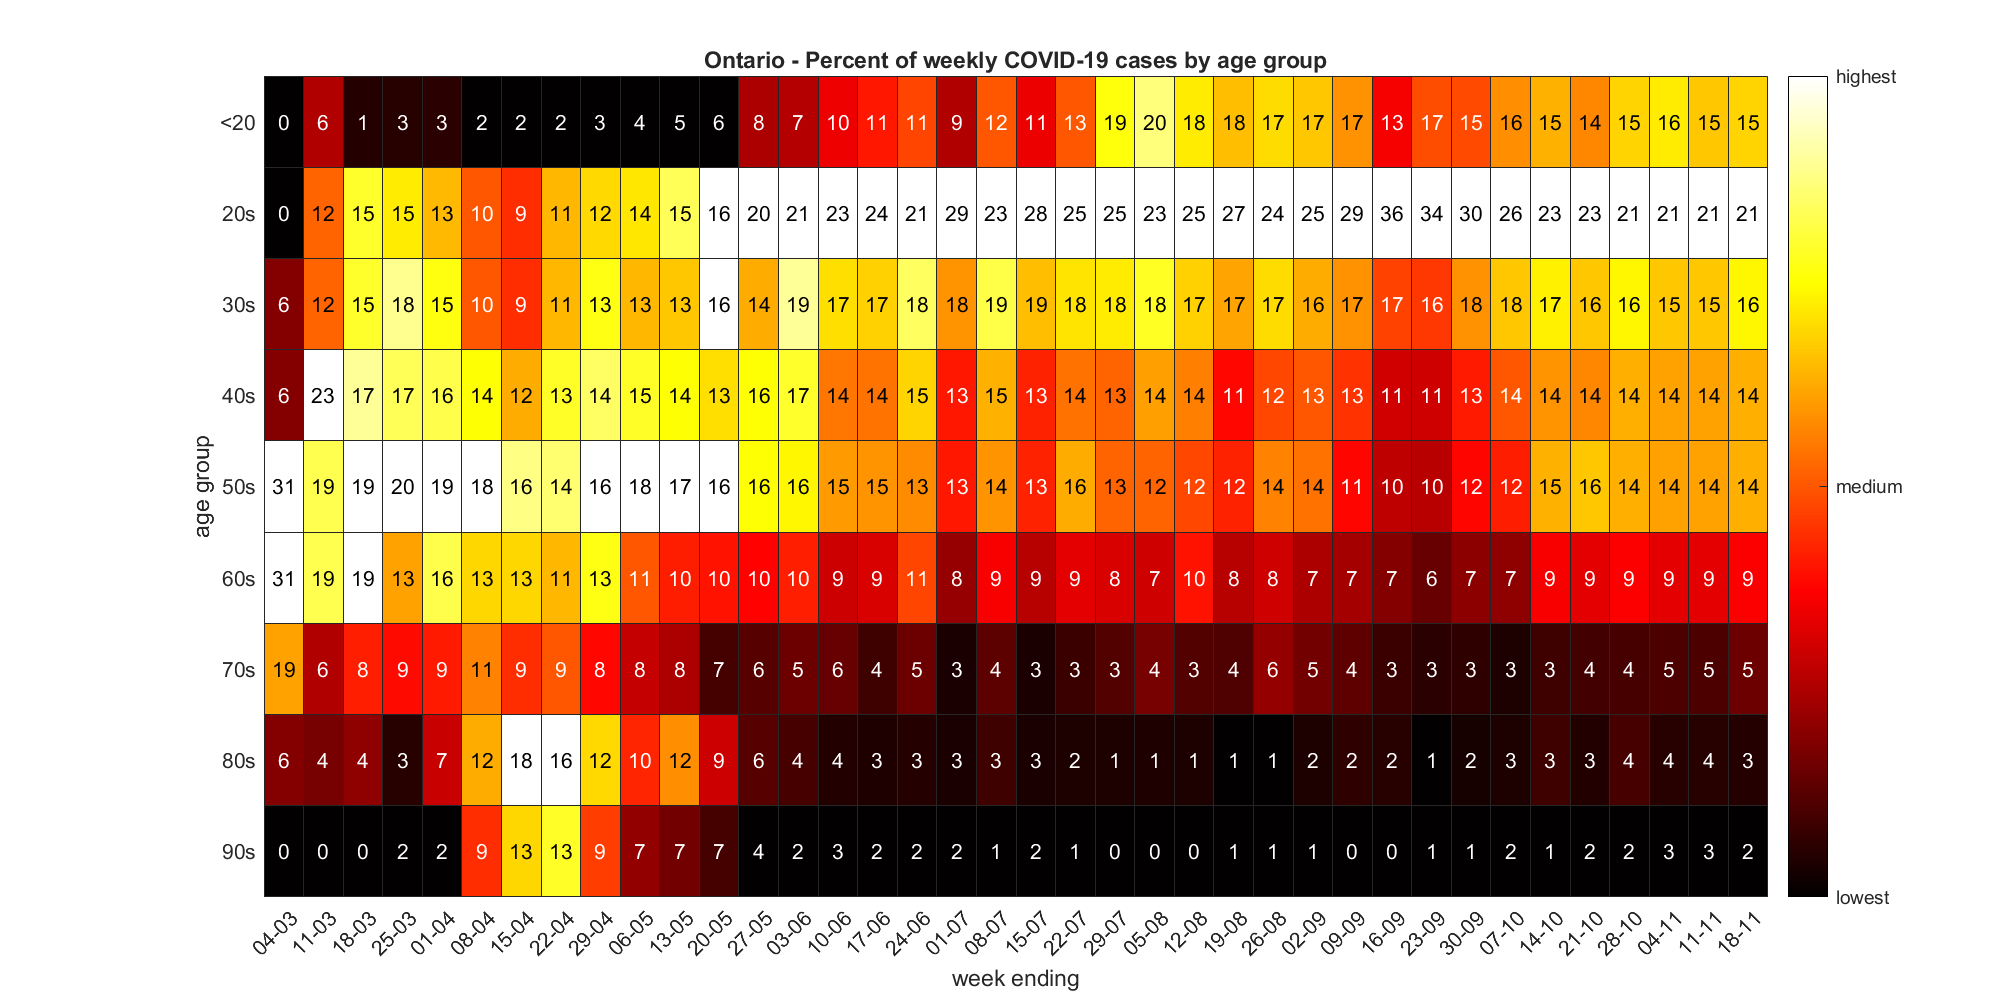 Ontario - Percent of weekly COVID-19 cases by age group
highest
<20 0 6 1 3 3 2 2 2 3 4 5 6 8 7 10 11 11 9 12 11 13 19 20 18 18 17 17 17 13 17 15 16 15 14 15 16 15 15
20s 0 12 15 15 13 10 9 11 12 14 15 16 20 21 23 24 21 29 23 28 25 25 23 25 27 24 25 29 36 34 30 26 23 23 21 21 21 21
30s 6 12 15 18 15 10 9 11 13 13 13 16 14 19 17 17 18 18 19 19 18 18 18 17 17 17 16 17 17 16 18 18 17 16 16 15 15 16
40s 6 23 17 17 16 14 12 13 14 15 14 13 16 17 14 14 15 13 15 13 14 13 14 14 11 12 13 13 11 11 13 14 14 14 14 14 14 14
age group
50s 31 19 19 20 19 18 16 14 16 18 17 16 16 16 15 15 13 13 14 13 16 13 12 12 12 14 14 11 10 10 12 12 15 16 14 14 14 14
medium
60s 31 19 19 13 16 13 13 11 13 11 10 10 10 10 9 9 11 8 9 9 9 8 7 10 8 8 7 7 7 6 7 7 9 9 9 9 9 9
70s 19 6 8 9 9 11 9 9 8 8 8 7 6 5 6 4 5 3 4 3 3 3 4 3 4 6 5 4 3 3 3 3 3 4 4 5 5 5
80s 6 4 4 3 7 12 18 16 12 10 12 9 6 4 4 3 3 3 3 3 2 1 1 1 1 1 2 2 2 1 2 3 3 3 4 4 4 3
90s 0 0 0 2 2 9 13 13 9 7 7 7 4 2 3 2 2 2 1 2 1 0 0 0 1 1 1 0 0 1 1 2 1 2 2 3 3 2
lowest
04-03 11-03 18-03 25-03 01-04 08-04 15-04 22-04 29-04 06-05 13-05 20-05 27-05 03-06 10-06 17-06 24-06 01-07 08-07 15-07 22-07 29-07 05-08 12-08 19-08 26-08 02-09 09-09 16-09 23-09 30-09 07-10 14-10 21-10 28-10 04-11 11-11 18-11
week ending